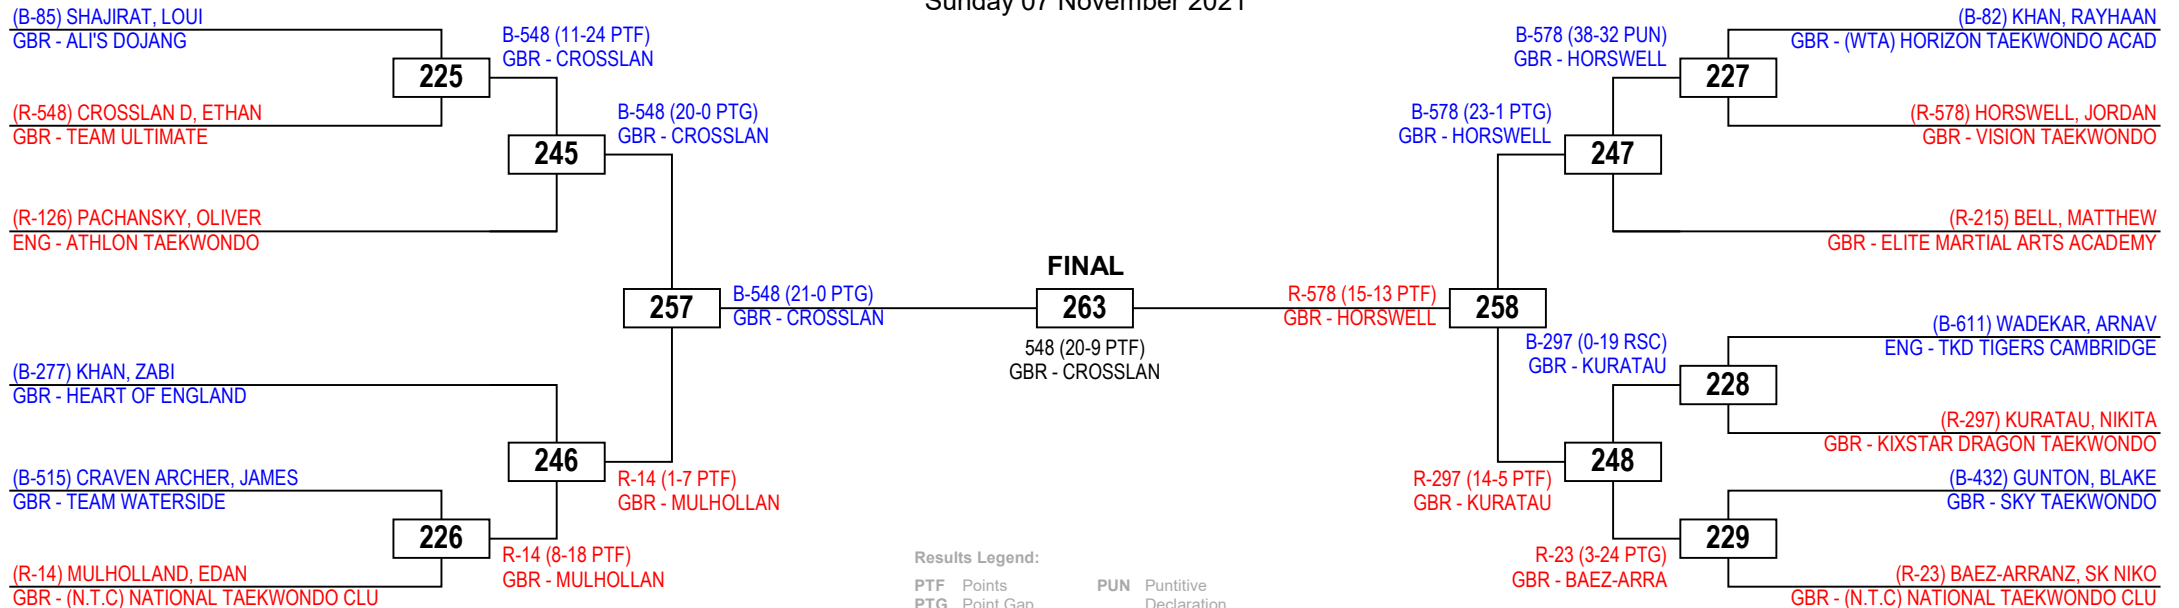 Sunday 07 November 2021
(B-85) SHAJIRAT, LOUI
GBR - ALI'S DOJANG
B-548 (11-24 PTF)
GBR - CROSSLAN
225
(R-548) CROSSLAN D, ETHAN
GBR - TEAM ULTIMATE
B-548 (20-0 PTG)
GBR - CROSSLAN
245
(R-126) PACHANSKY, OLIVER
ENG - ATHLON TAEKWONDO
257
B-548 (21-0 PTG)
GBR - CROSSLAN
(B-277) KHAN, ZABI
GBR - HEART OF ENGLAND
246
R-14 (1-7 PTF)
GBR - MULHOLLAN
(B-515) CRAVEN ARCHER, JAMES
GBR - TEAM WATERSIDE
226
R-14 (8-18 PTF)
GBR - MULHOLLAN
(R-14) MULHOLLAND, EDAN
GBR - (N.T.C) NATIONAL TAEKWONDO CLU
FINAL
263
548 (20-9 PTF)
GBR - CROSSLAN
(B-82) KHAN, RAYHAAN
GBR - (WTA) HORIZON TAEKWONDO ACAD
B-578 (38-32 PUN)
GBR - HORSWELL
227
(R-578) HORSWELL, JORDAN
GBR - VISION TAEKWONDO
B-578 (23-1 PTG)
GBR - HORSWELL
247
(R-215) BELL, MATTHEW
GBR - ELITE MARTIAL ARTS ACADEMY
R-578 (15-13 PTF)
GBR - HORSWELL
258
(B-611) WADEKAR, ARNAV
ENG - TKD TIGERS CAMBRIDGE
B-297 (0-19 RSC)
GBR - KURATAU
228
(R-297) KURATAU, NIKITA
GBR - KIXSTAR DRAGON TAEKWONDO
R-297 (14-5 PTF)
GBR - KURATAU
248
(B-432) GUNTON, BLAKE
GBR - SKY TAEKWONDO
229
R-23 (3-24 PTG)
GBR - BAEZ-ARRA
(R-23) BAEZ-ARRANZ, SK NIKO
GBR - (N.T.C) NATIONAL TAEKWONDO CLU
Results Legend:
PTF Points
PTG Point Gap
PUN Puntitive
Declaration